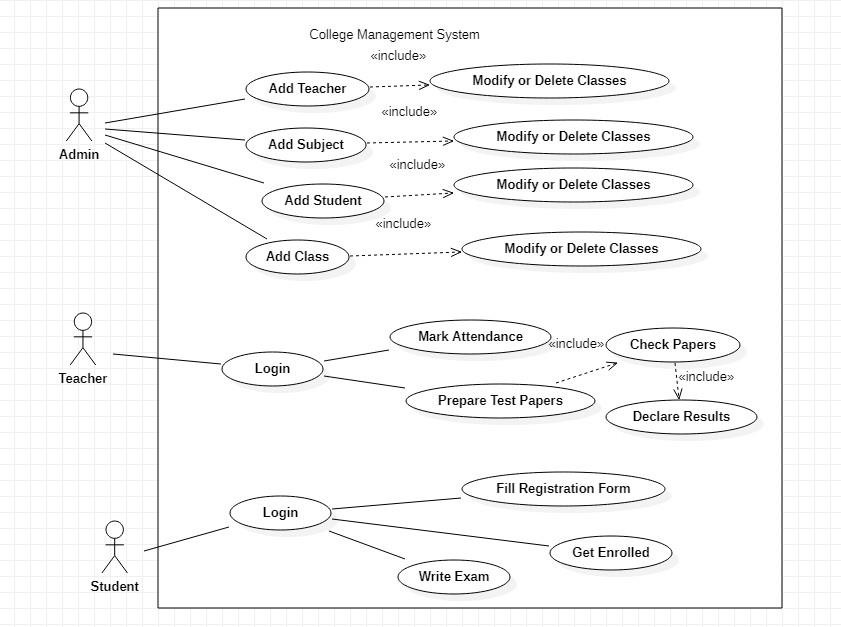 College Management System
«include»
Add Teacher
Modify or Delete Classes
«include»
Admin
Add Subject
Modify or Delete Classes
«include»
Add Student
Modify or Delete Classes
«include»
Add Class
Modify or Delete Classes
Teacher
Login
Mark Attendance
«include»
Check Papers
«include»
Prepare Test Papers
Declare Results
Student
Login
Fill Registration Form
Get Enrolled
Write Exam